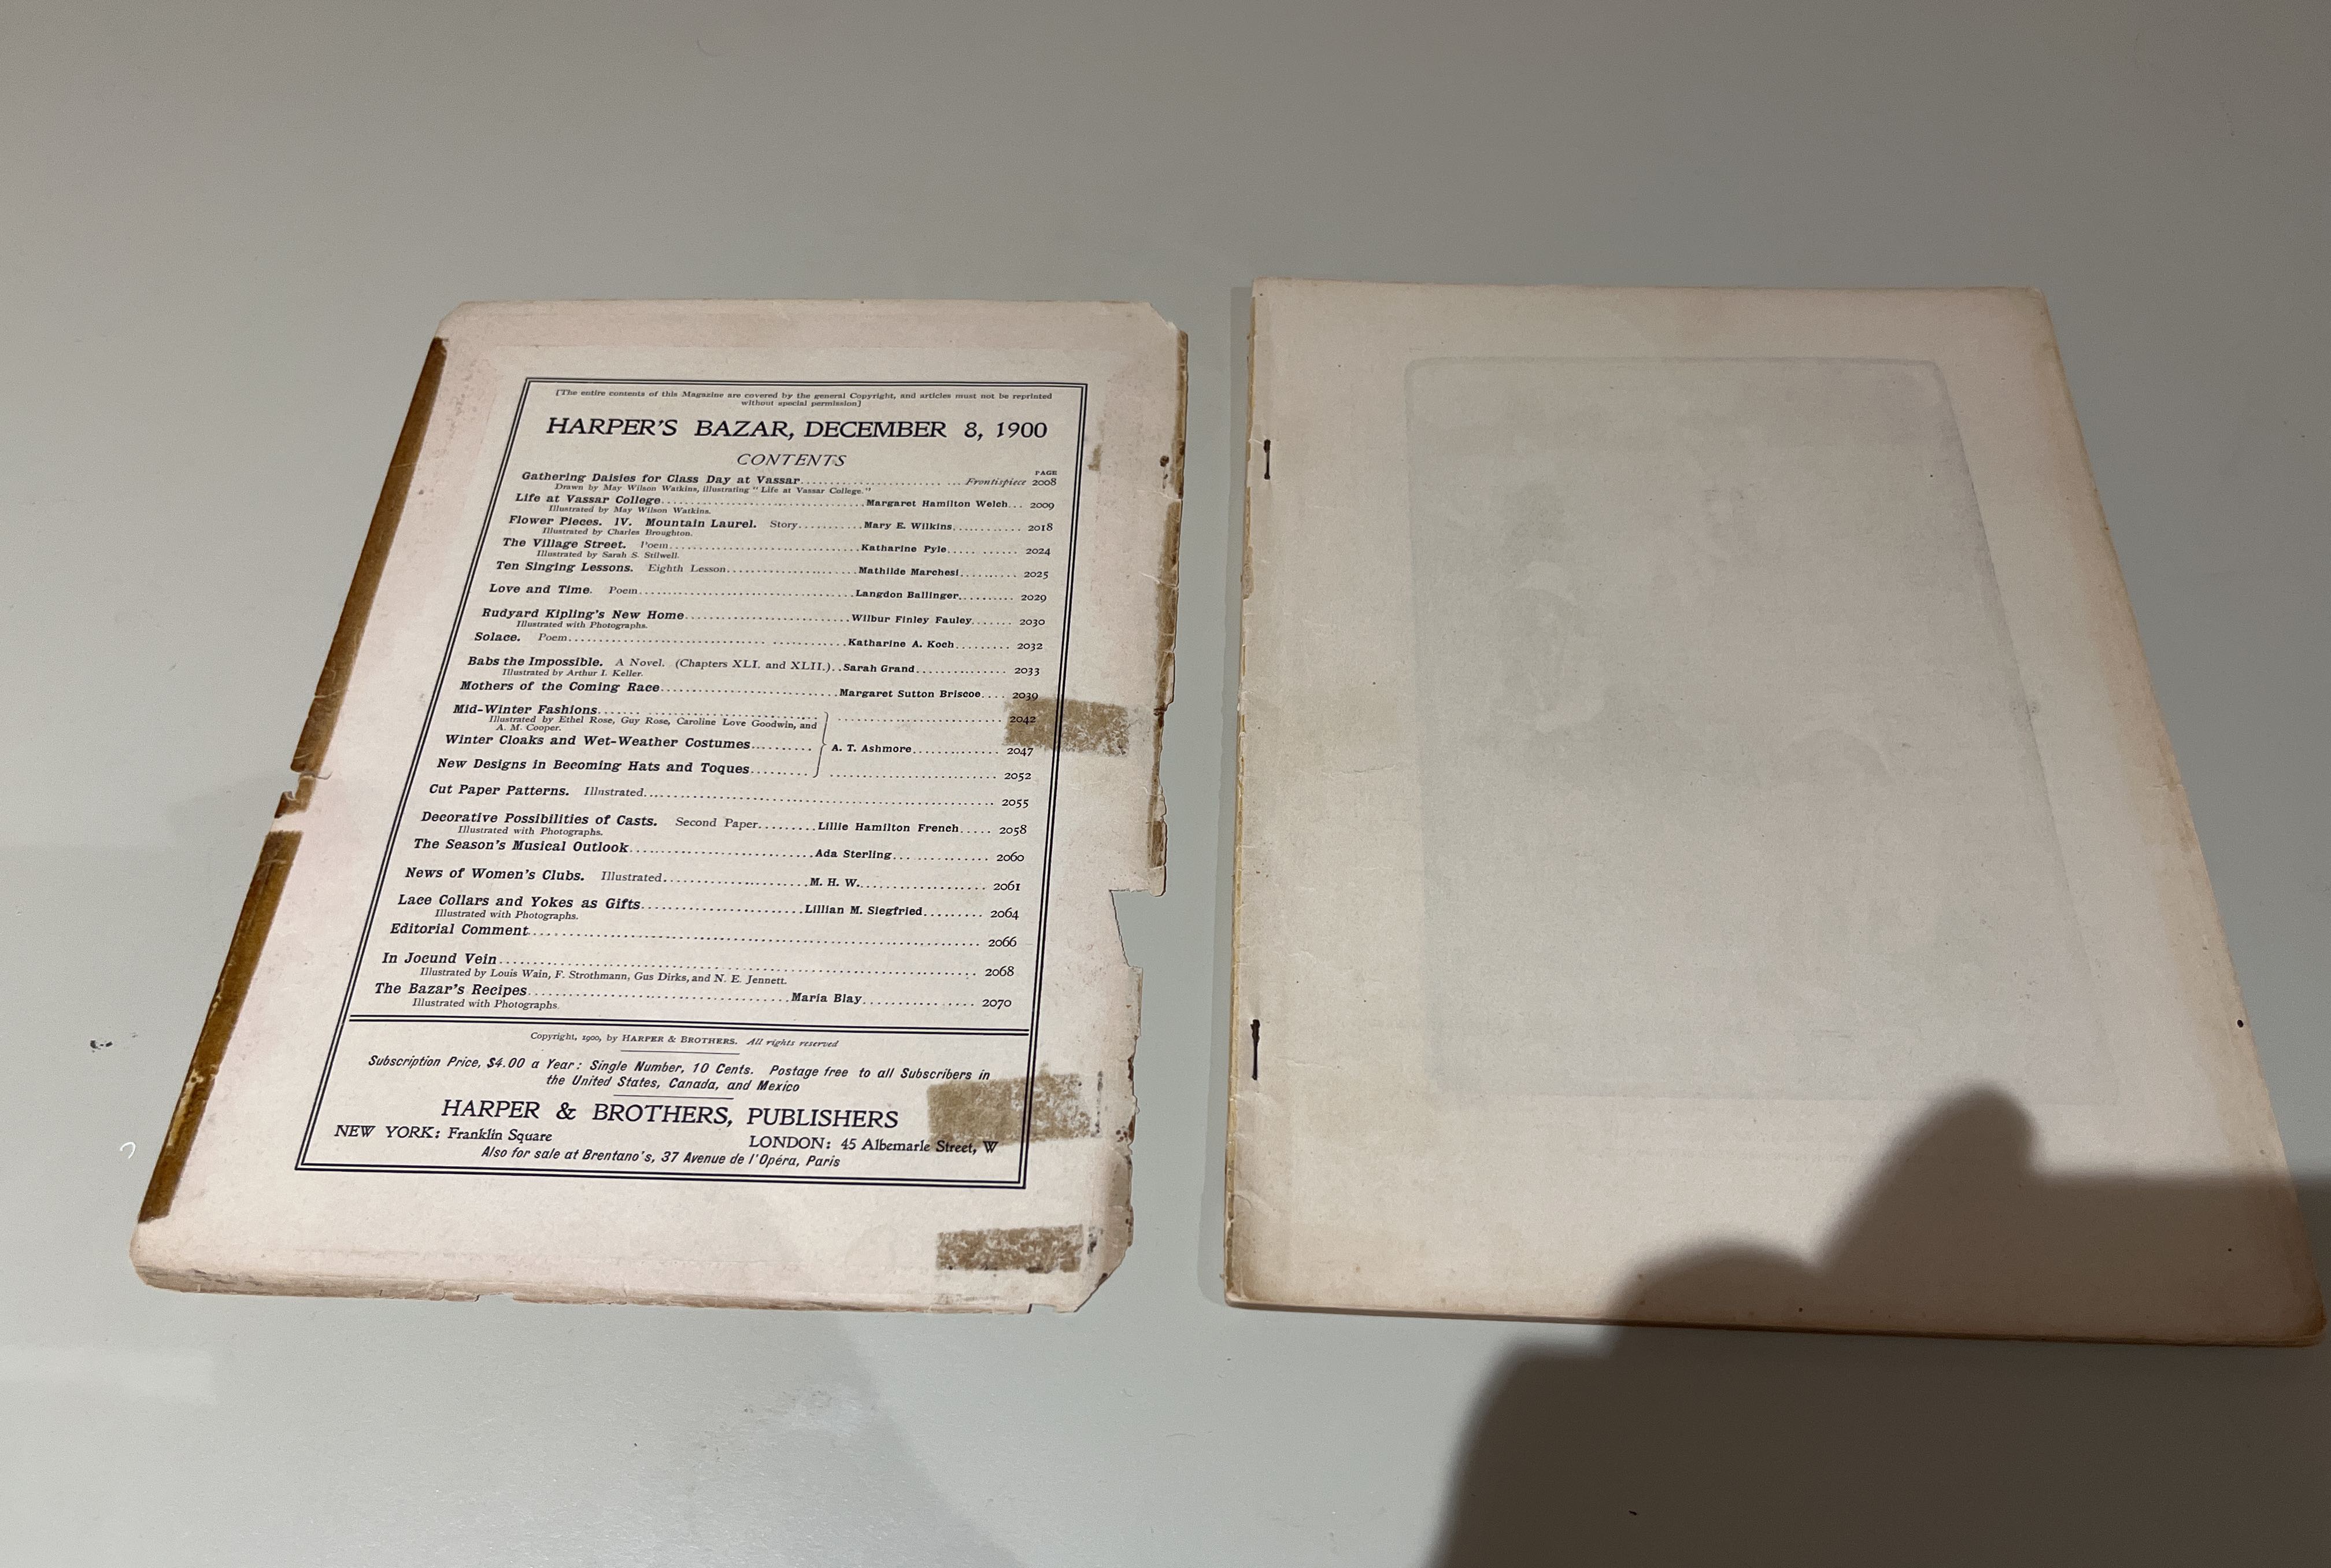 [The entire contents of this Magazine are covered by the general Copyright, and articles must not be reprinted
without special permission]
HARPER'S BAZAR, DECEMBER 8, 1900
CONTENTS
PAGE
Gathering Daisies for Class Day at Vassar.....................Frontispiece 2008
Drawn by May Wilson Watkins, illustrating "Life at Vassar College."
Life at Vassar College..........................Margaret Hamilton Welch... 2009
Illustrated by May Wilson Watkins.
Flower Pieces. IV. Mountain Laurel. Story..........Mary E. Wilkins............ 2018
Illustrated by Charles Broughton.
The Village Street. Poem................................Katharine Pyle............. 2024
Illustrated by Sarah S. Stilwell.
Ten Singing Lessons. Eighth Lesson......................Mathilde Marchesi.......... 2025
Love and Time. Poem.....................................Langdon Ballinger.......... 2029
Rudyard Kipling's New Home............................Wilbur Finley Fauley....... 2030
Illustrated with Photographs.
Solace. Poem..............................................Katharine A. Koch......... 2032
Babs the Impossible. A Novel. (Chapters XLI. and XLII.)..Sarah Grand............... 2033
Illustrated by Arthur I. Keller.
Mothers of the Coming Race..............................Margaret Sutton Briscoe.... 2039
Mid-Winter Fashions...................................................... 2042
Illustrated by Ethel Rose, Guy Rose, Caroline Love Goodwin, and
A. M. Cooper.
Winter Cloaks and Wet-Weather Costumes......... A. T. Ashmore............... 2047
New Designs in Becoming Hats and Toques.................................. 2052
Cut Paper Patterns. Illustrated............................................ 2055
Decorative Possibilities of Casts. Second Paper.........Lillie Hamilton French..... 2058
Illustrated with Photographs.
The Season's Musical Outlook............................Ada Sterling............... 2060
News of Women's Clubs. Illustrated......................M. H. W.................... 2061
Lace Collars and Yokes as Gifts.........................Lillian M. Siegfried......... 2064
Illustrated with Photographs.
Editorial Comment.......................................................... 2066
In Jocund Vein............................................................. 2068
Illustrated by Louis Wain, F. Strothmann, Gus Dirks, and N. E. Jennett.
The Bazar's Recipes.....................................Maria Blay................. 2070
Illustrated with Photographs.
Copyright, 1900, by HARPER & BROTHERS. All rights reserved
Subscription Price, $4.00 a Year: Single Number, 10 Cents. Postage free to all Subscribers in
the United States, Canada, and Mexico
HARPER & BROTHERS, PUBLISHERS
NEW YORK: Franklin Square LONDON: 45 Albemarle Street, W
Also for sale at Brentano's, 37 Avenue de l'Opéra, Paris